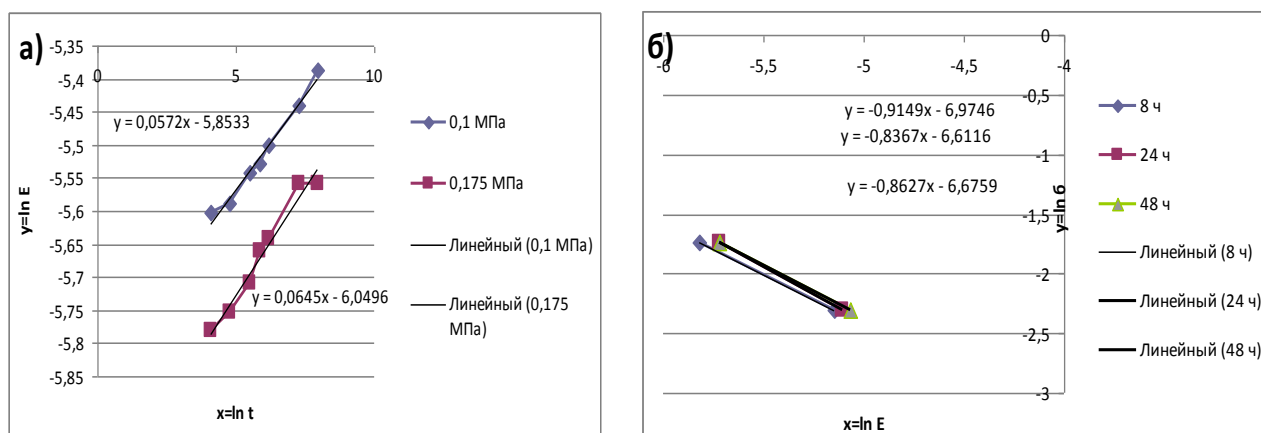 а)
-5,35
0
5
10
-5,4
-5,45
-5,5
-5,55
-5,6
-5,65
-5,7
-5,75
-5,8
-5,85
y=ln E
x=ln t
y = 0,0572x - 5,8533
y = 0,0645x - 6,0496
0,1 МПа
0,175 МПа
Линейный (0,1 МПа)
Линейный (0,175
МПа)
б)
-6
-5,5
-5
-4,5
-4
0
-0,5
-1
-1,5
-2
-2,5
-3
y = -0,9149x - 6,9746
y = -0,8367x - 6,6116
y = -0,8627x - 6,6759
y=ln б
x=ln E
8 ч
24 ч
48 ч
Линейный (8 ч)
Линейный (24 ч)
Линейный (48 ч)